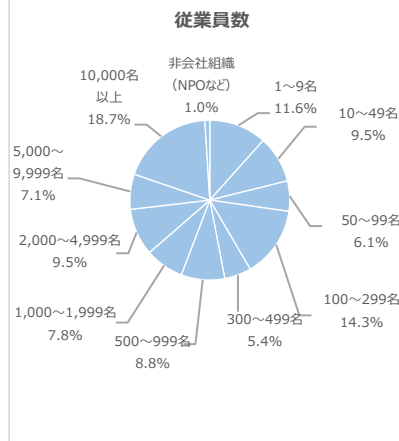 従業員数
非会社組織
（NPOなど）
1.0%
1～9名
11.6%
10～49名
9.5%
50～99名
6.1%
100～299名
14.3%
300～499名
5.4%
500～999名
8.8%
1,000～1,999名
7.8%
2,000～4,999名
9.5%
5,000～
9,999名
7.1%
10,000名
以上
18.7%